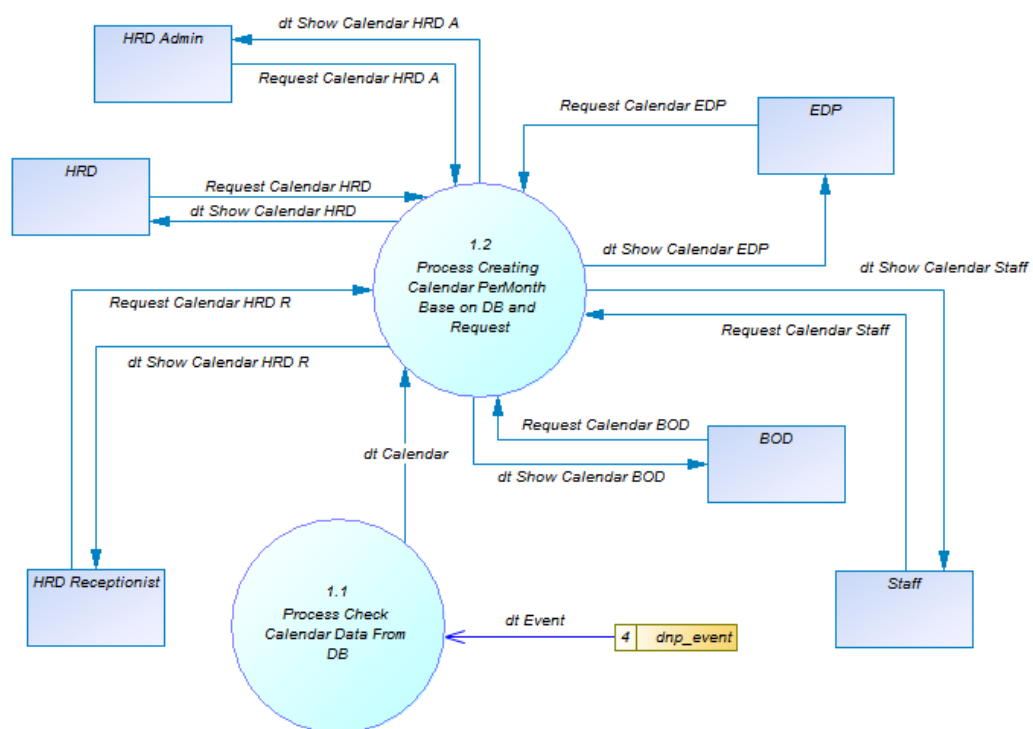 dt Show Calendar HRD A
HRD Admin
Request Calendar HRD A
Request Calendar EDP
EDP
HRD
Request Calendar HRD
dt Show Calendar HRD
1.2
Process Creating
Calendar PerMonth
Base on DB and
Request
dt Show Calendar EDP
dt Show Calendar Staff
Request Calendar HRD R
Request Calendar Staff
dt Show Calendar HRD R
Request Calendar BOD
BOD
dt Calendar
dt Show Calendar BOD
HRD Receptionist
Staff
1.1
Process Check
Calendar Data From
DB
dt Event
4 dnp_event